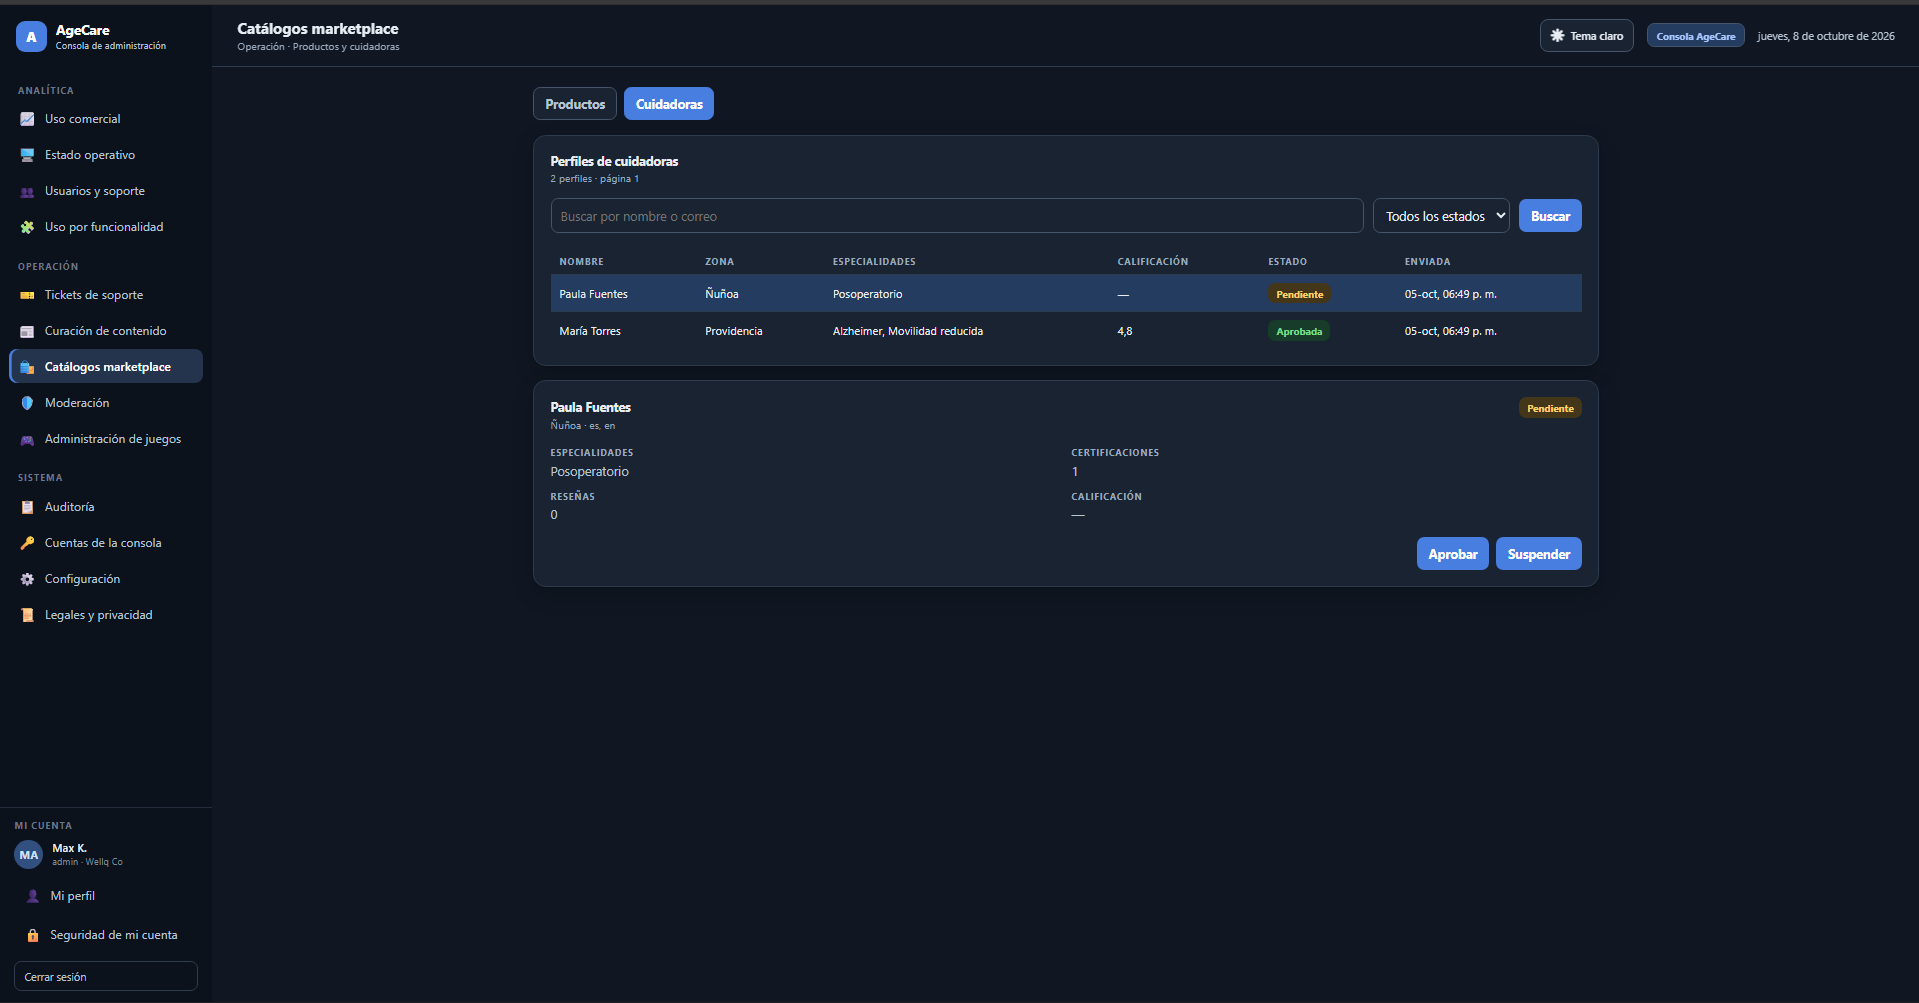 A
AgeCare
Consola de administración
ANALÍTICA
Uso comercial
Estado operativo
Usuarios y soporte
Uso por funcionalidad
OPERACIÓN
Tickets de soporte
Curación de contenido
Catálogos marketplace
Moderación
Administración de juegos
SISTEMA
Auditoría
Cuentas de la consola
Configuración
Legales y privacidad
MI CUENTA
MA
Max K.
admin · Wellq Co
Mi perfil
Seguridad de mi cuenta
Cerrar sesión
Catálogos marketplace
Operación · Productos y cuidadoras
Tema claro
Consola AgeCare
jueves, 8 de octubre de 2026
Productos
Cuidadoras
Perfiles de cuidadoras
2 perfiles · página 1
Buscar por nombre o correo
Todos los estados
Buscar
NOMBRE ZONA ESPECIALIDADES CALIFICACIÓN ESTADO ENVIADA
Paula Fuentes Ñuñoa Posoperatorio — Pendiente 05-oct, 06:49 p. m.
María Torres Providencia Alzheimer, Movilidad reducida 4,8 Aprobada 05-oct, 06:49 p. m.
Paula Fuentes
Pendiente
Ñuñoa · es, en
ESPECIALIDADES
Posoperatorio
CERTIFICACIONES
1
RESEÑAS
0
CALIFICACIÓN
—
Aprobar
Suspender